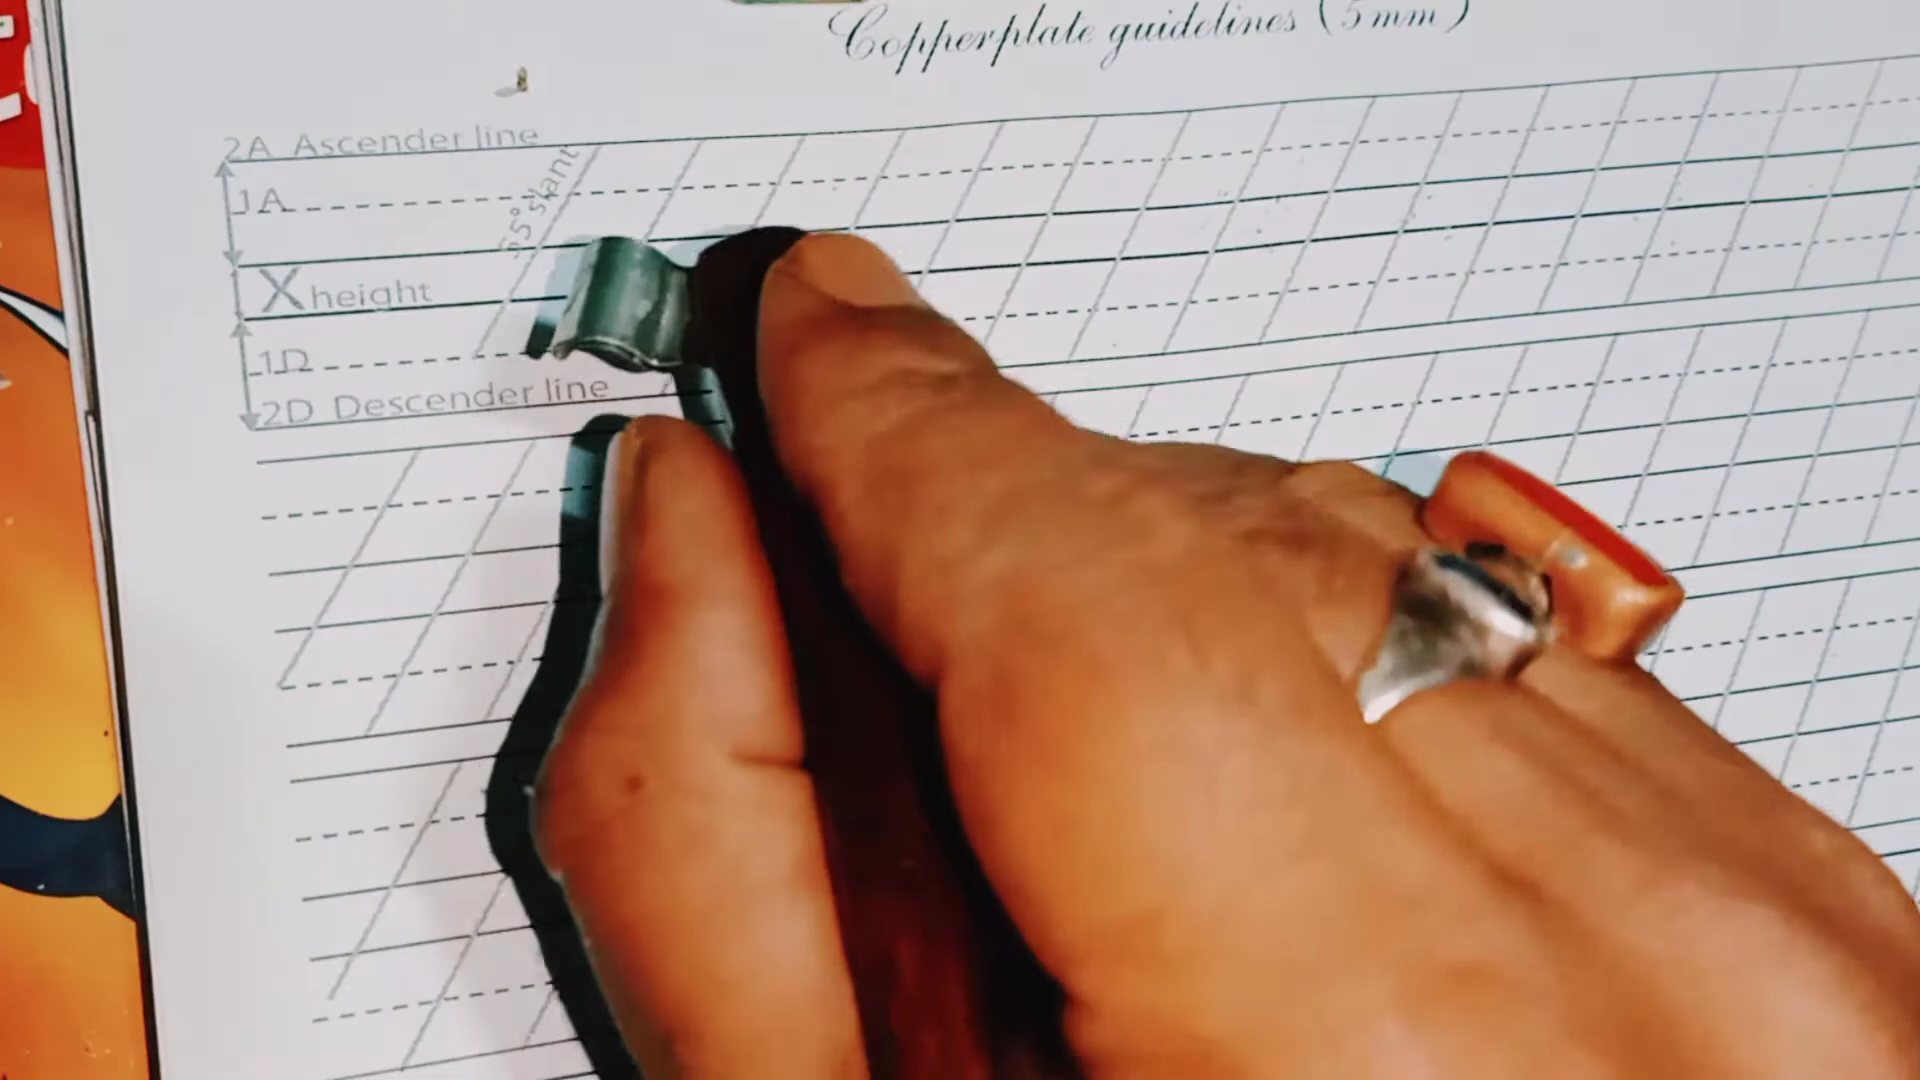 Copperplate guidelines (5mm)
2A Ascender line
1A
55° slant
X height
1D
2D Descender line